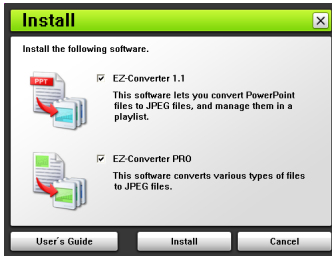 Install
Install the following software.
PPT
EZ-Converter 1.1
This software lets you convert PowerPoint
files to JPEG files, and manage them in a
playlist.
EZ-Converter PRO
This software converts various types of files
to JPEG files.
User's Guide
Install
Cancel